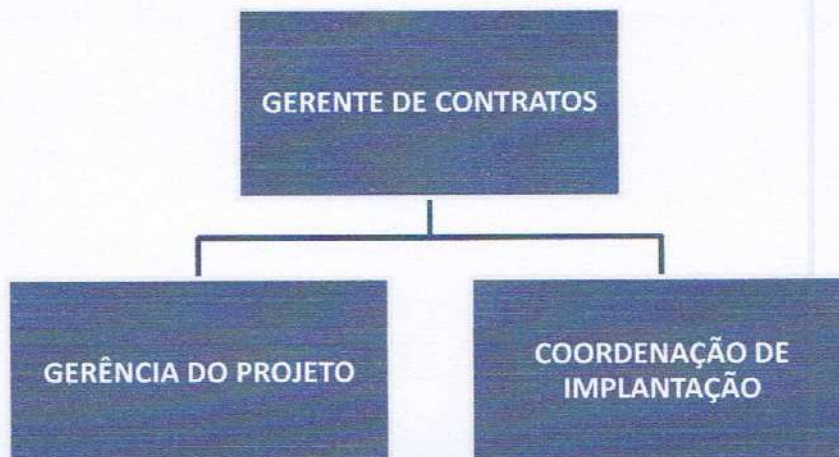 GERENTE DE CONTRATOS
GERÊNCIA DO PROJETO
COORDENAÇÃO DE
IMPLANTAÇÃO